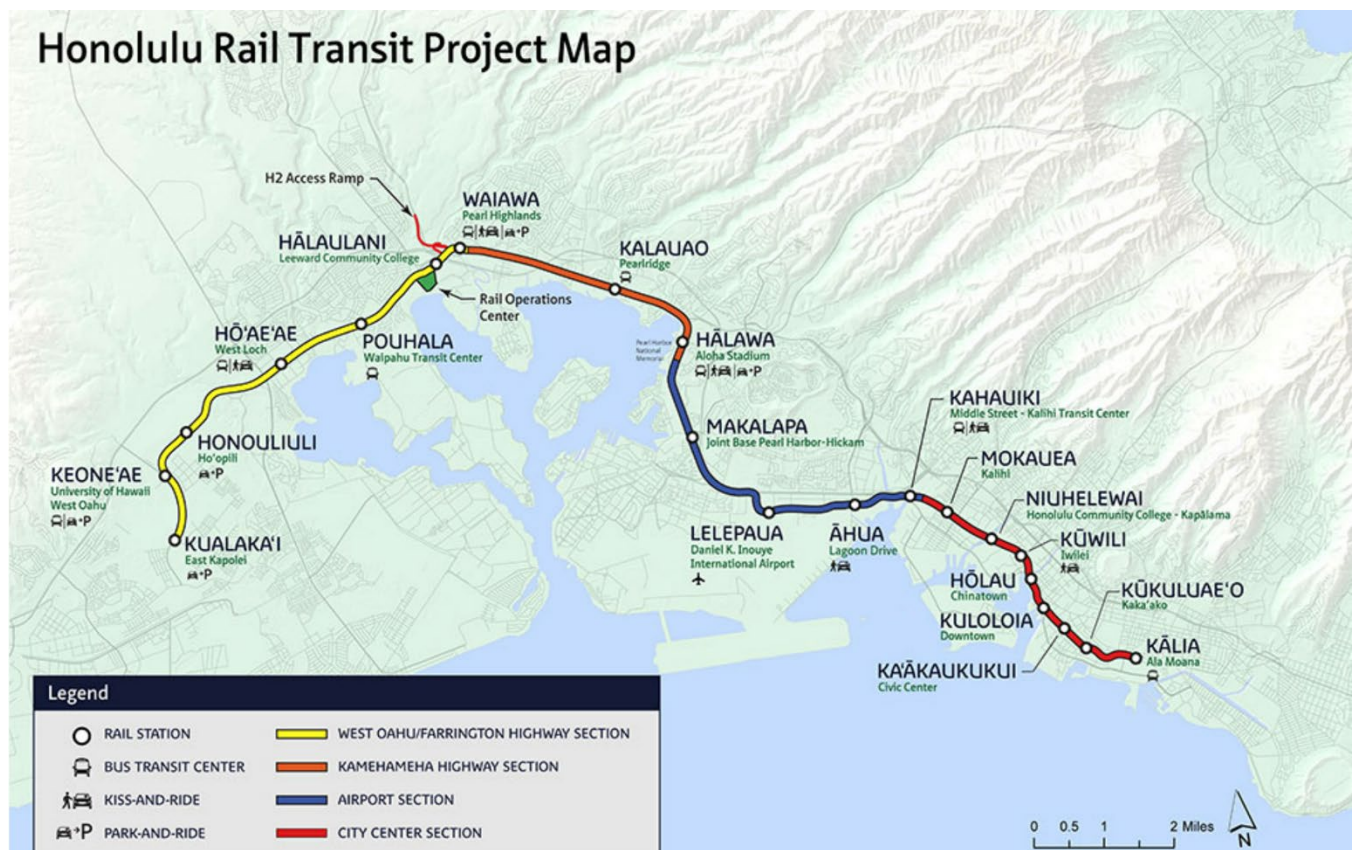 Honolulu Rail Transit Project Map
H2 Access Ramp
WAIAWA
Pearl Highlands
P
HĀLAULANI
Leeward Community College
KALAUAO
Pearlridge
Rail Operations
Center
HŌ'AE'AE
West Loch
POUHALA
Waipahu Transit Center
Pearl Harbor
National
Memorial
HĀLAWA
Aloha Stadium
P
KAHAUIKI
Middle Street - Kalihi Transit Center
MAKALAPA
Joint Base Pearl Harbor-Hickam
HONOULIULI
Ho'opili
P
MOKAUEA
Kalihi
KEONE'AE
University of Hawaii
West Oahu
P
NIUHELEWAI
Honolulu Community College - Kapālama
LELEPAUA
Daniel K. Inouye
International Airport
ĀHUA
Lagoon Drive
KŪWILI
Iwilei
KUALAKA'I
East Kapolei
P
HŌLAU
Chinatown
KŪKULUAE'O
Kaka'ako
KULOLOIA
Downtown
KĀLIA
Ala Moana
KA'ĀKAUKUKUI
Civic Center
Legend
RAIL STATION
WEST OAHU/FARRINGTON HIGHWAY SECTION
BUS TRANSIT CENTER
KAMEHAMEHA HIGHWAY SECTION
KISS-AND-RIDE
AIRPORT SECTION
P PARK-AND-RIDE
CITY CENTER SECTION
0 0.5 1 2 Miles
N